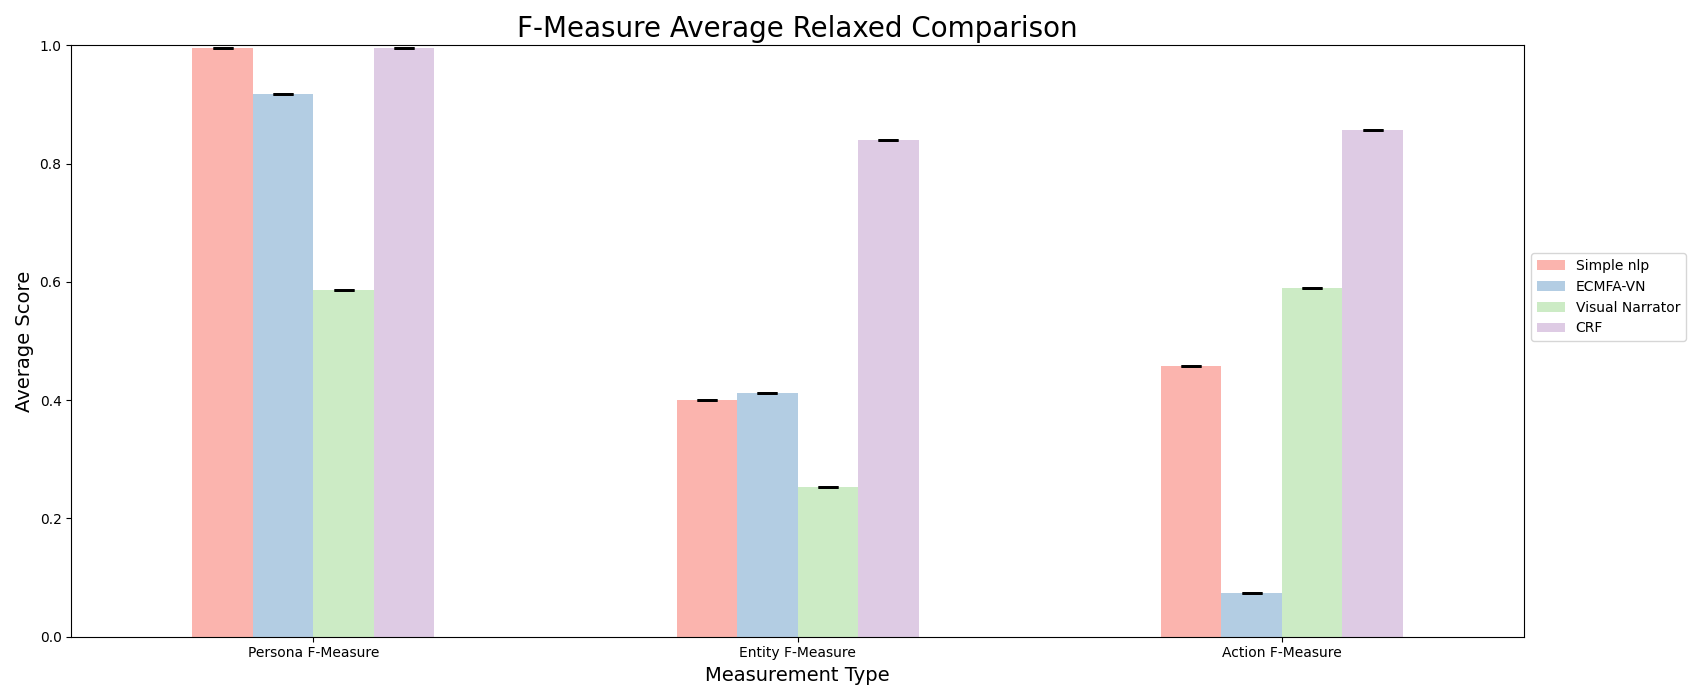 F-Measure Average Relaxed Comparison
Average Score
1.0
0.8
0.6
0.4
0.2
0.0
Persona F-Measure
Entity F-Measure
Action F-Measure
Measurement Type
Simple nlp
ECMFA-VN
Visual Narrator
CRF